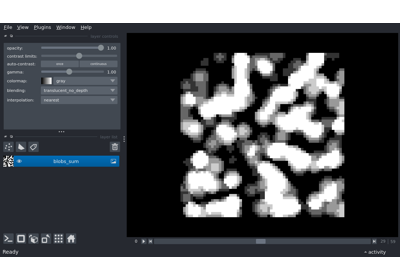 File View Plugins Window Help
opacity: 1.00
contrast limits:
auto-contrast: once continuous
gamma: 1.00
colormap: gray
blending: translucent_no_depth
interpolation: nearest
blobs_sum
Ready
activity